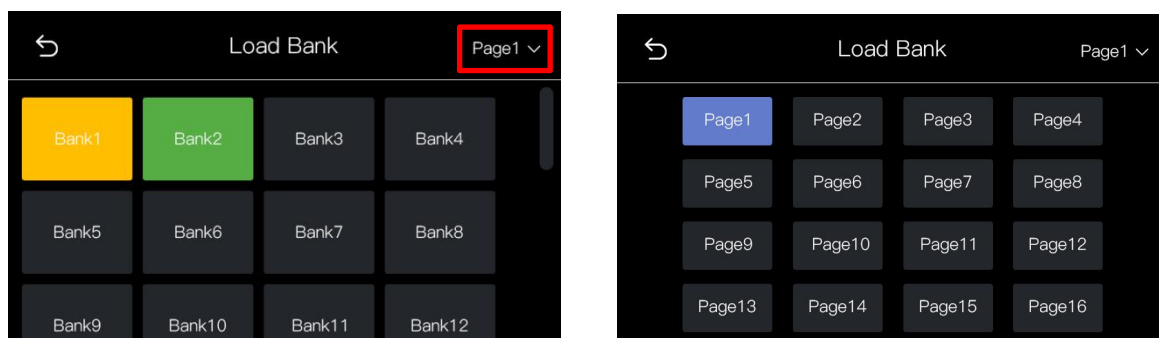 Load Bank Page1
Bank1 Bank2 Bank3 Bank4
Bank5 Bank6 Bank7 Bank8
Bank9 Bank10 Bank11 Bank12
Load Bank Page1
Page1 Page2 Page3 Page4
Page5 Page6 Page7 Page8
Page9 Page10 Page11 Page12
Page13 Page14 Page15 Page16